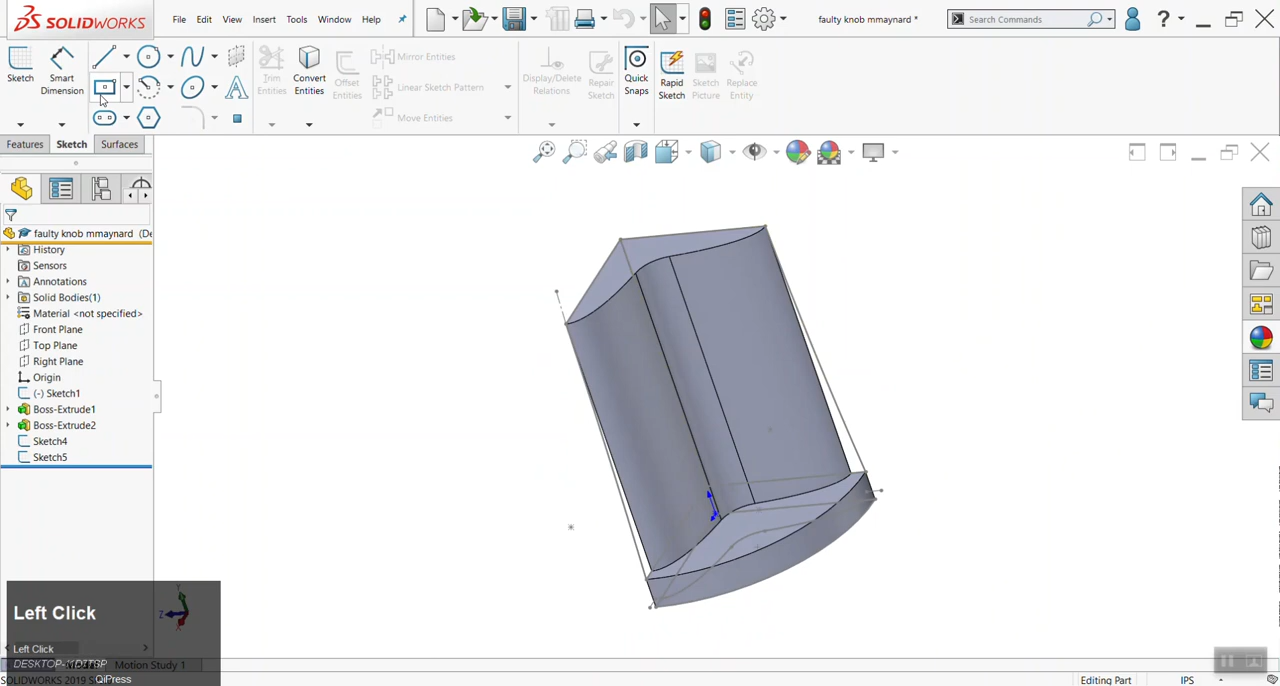 SOLIDWORKS
File Edit View Insert Tools Window Help
faulty knob mmaynard *
Search Commands
Sketch
Smart Dimension
Trim Entities
Convert Entities
Offset Entities
Mirror Entities
Linear Sketch Pattern
Move Entities
Display/Delete Relations
Repair Sketch
Quick Snaps
Rapid Sketch
Sketch Picture
Replace Entity
Features Sketch Surfaces
faulty knob mmaynard (De
History
Sensors
Annotations
Solid Bodies(1)
Material <not specified>
Front Plane
Top Plane
Right Plane
Origin
(-) Sketch1
Boss-Extrude1
Boss-Extrude2
Sketch4
Sketch5
Left Click
Left Click
QiPress
Motion Study 1
SOLIDWORKS 2019 S
Editing Part
IPS